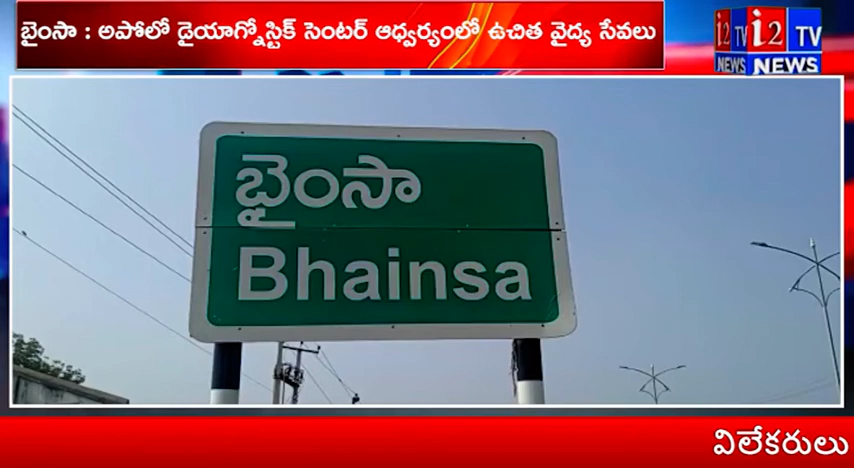 బైంసా : అపోలో డైయాగ్నోస్టిక్ సెంటర్ ఆధ్వర్యంలో ఉచిత వైద్య సేవలు
i2 TV i2 TV
NEWS NEWS
భైంసా
Bhainsa
విలేకరులు